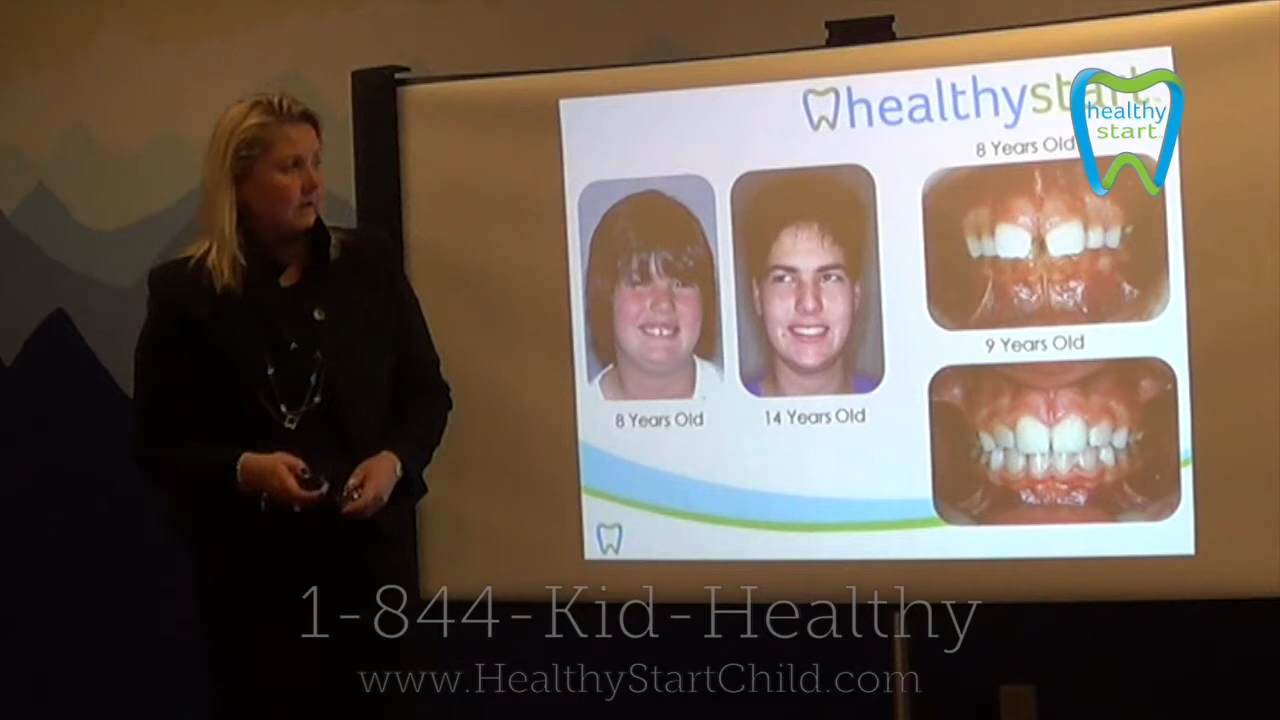 healthystart
healthy
start
8 Years Old
9 Years Old
8 Years Old
14 Years Old
1-844-Kid-Healthy
www.HealthyStartChild.com